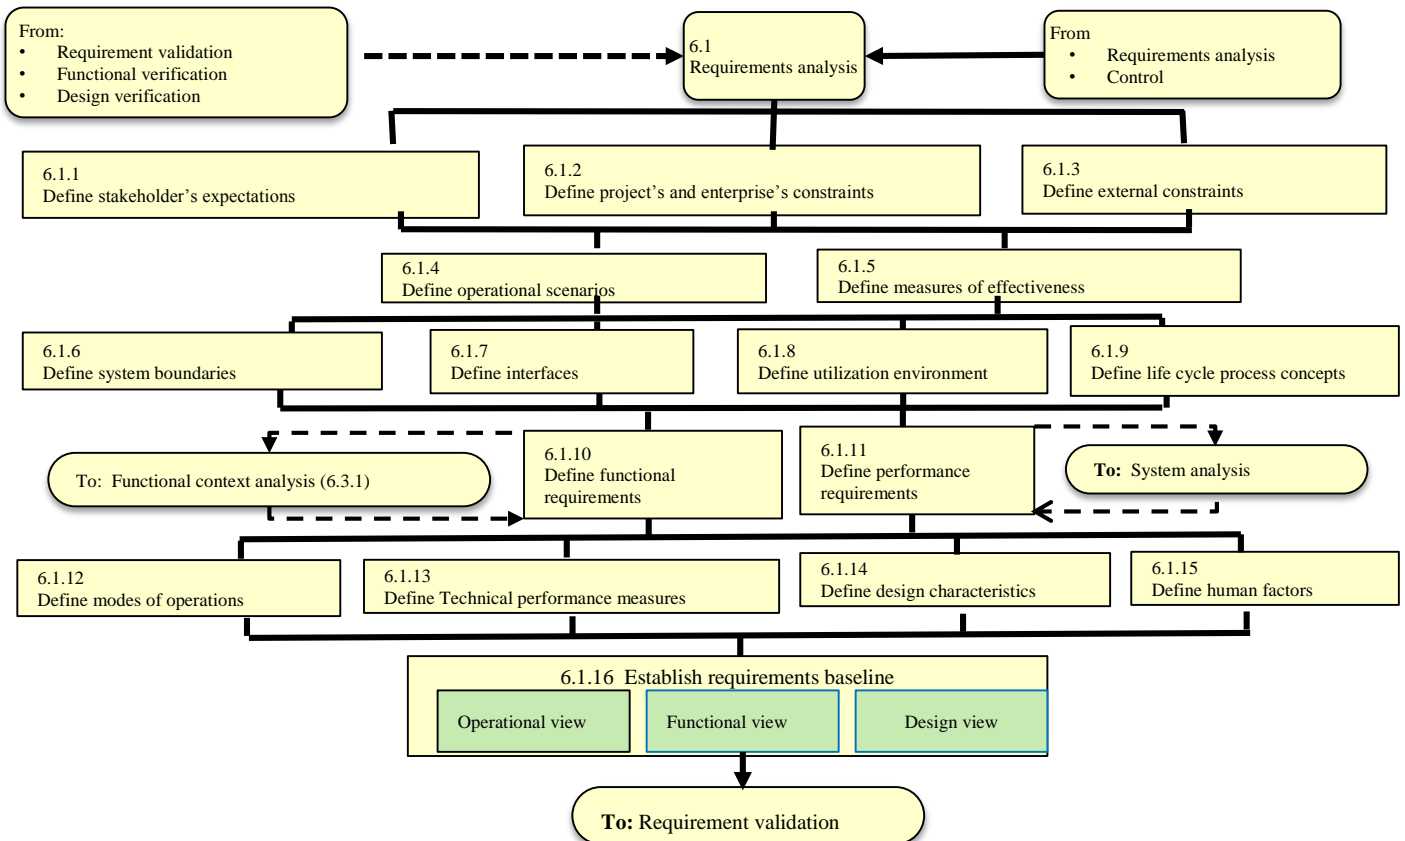 From:
• Requirement validation
• Functional verification
• Design verification
6.1
Requirements analysis
From
• Requirements analysis
• Control
6.1.1
Define stakeholder’s expectations
6.1.2
Define project’s and enterprise’s constraints
6.1.3
Define external constraints
6.1.4
Define operational scenarios
6.1.5
Define measures of effectiveness
6.1.6
Define system boundaries
6.1.7
Define interfaces
6.1.8
Define utilization environment
6.1.9
Define life cycle process concepts
To: Functional context analysis (6.3.1)
6.1.10
Define functional
requirements
6.1.11
Define performance
requirements
To: System analysis
6.1.12
Define modes of operations
6.1.13
Define Technical performance measures
6.1.14
Define design characteristics
6.1.15
Define human factors
6.1.16 Establish requirements baseline
Operational view
Functional view
Design view
To: Requirement validation